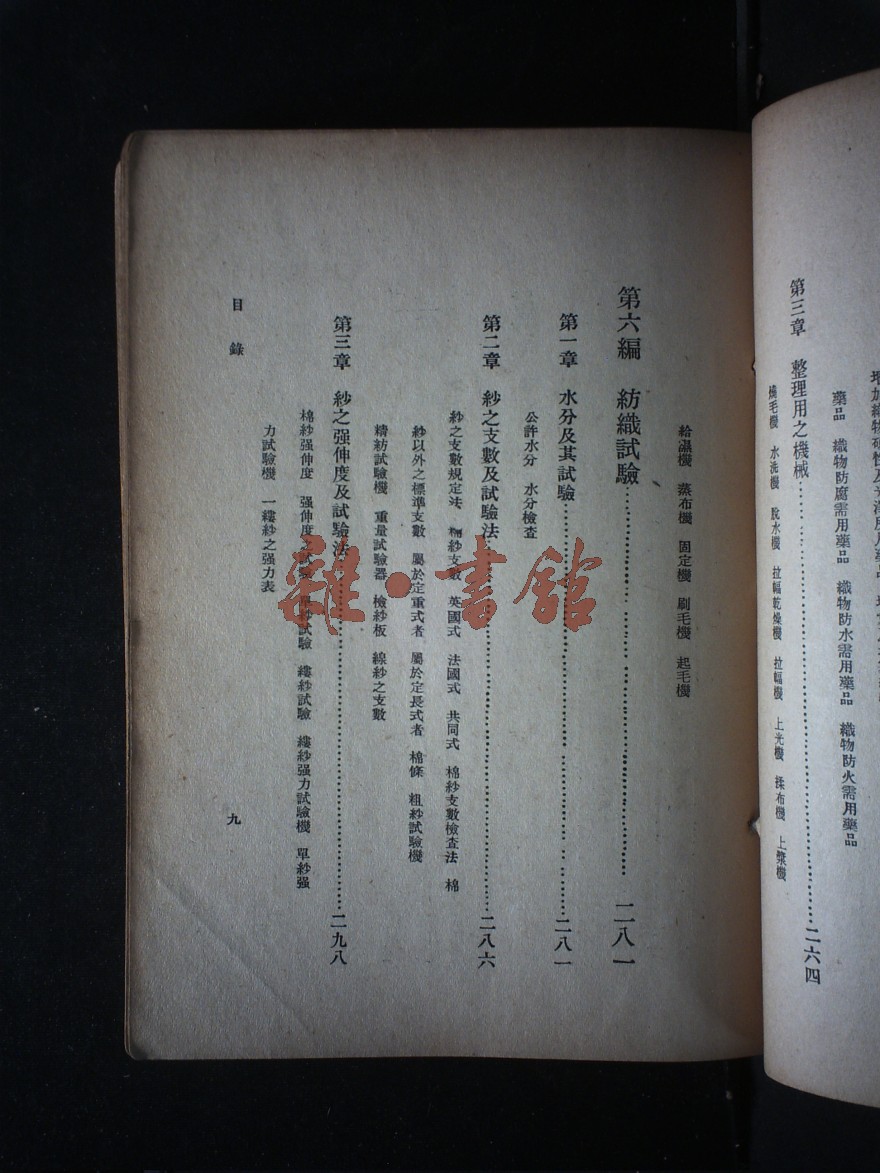 藥品　織物防腐需用藥品　織物防水需用藥品　織物防火需用藥品
第三章　整理用之機械……二六四
燒毛機　水洗機　脫水機　拉幅乾燥機　拉幅機　上光機　揉布機　上漿機
給濕機　蒸布機　固定機　刷毛機　起毛機
第六編　紡織試驗……二八一
第一章　水分及其試驗……二八一
公許水分　水分檢查
第二章　紗之支數及試驗法……二八六
紗之支數規定法　棉紗支數　英國式　法國式　共同式　棉紗支數檢查法　棉
紗以外之標準支數　屬於定重式者　屬於定長式者　棉條　粗紗試驗機
精紡試驗機　重量試驗器　檢紗板　線紗之支數
第三章　紗之强伸度及試驗法……二九八
棉紗强伸度　强伸度之試驗　單紗試驗　縷紗試驗　縷紗强力試驗機　單紗强
力試驗機　一縷紗之强力表
目錄
九
雜·書館